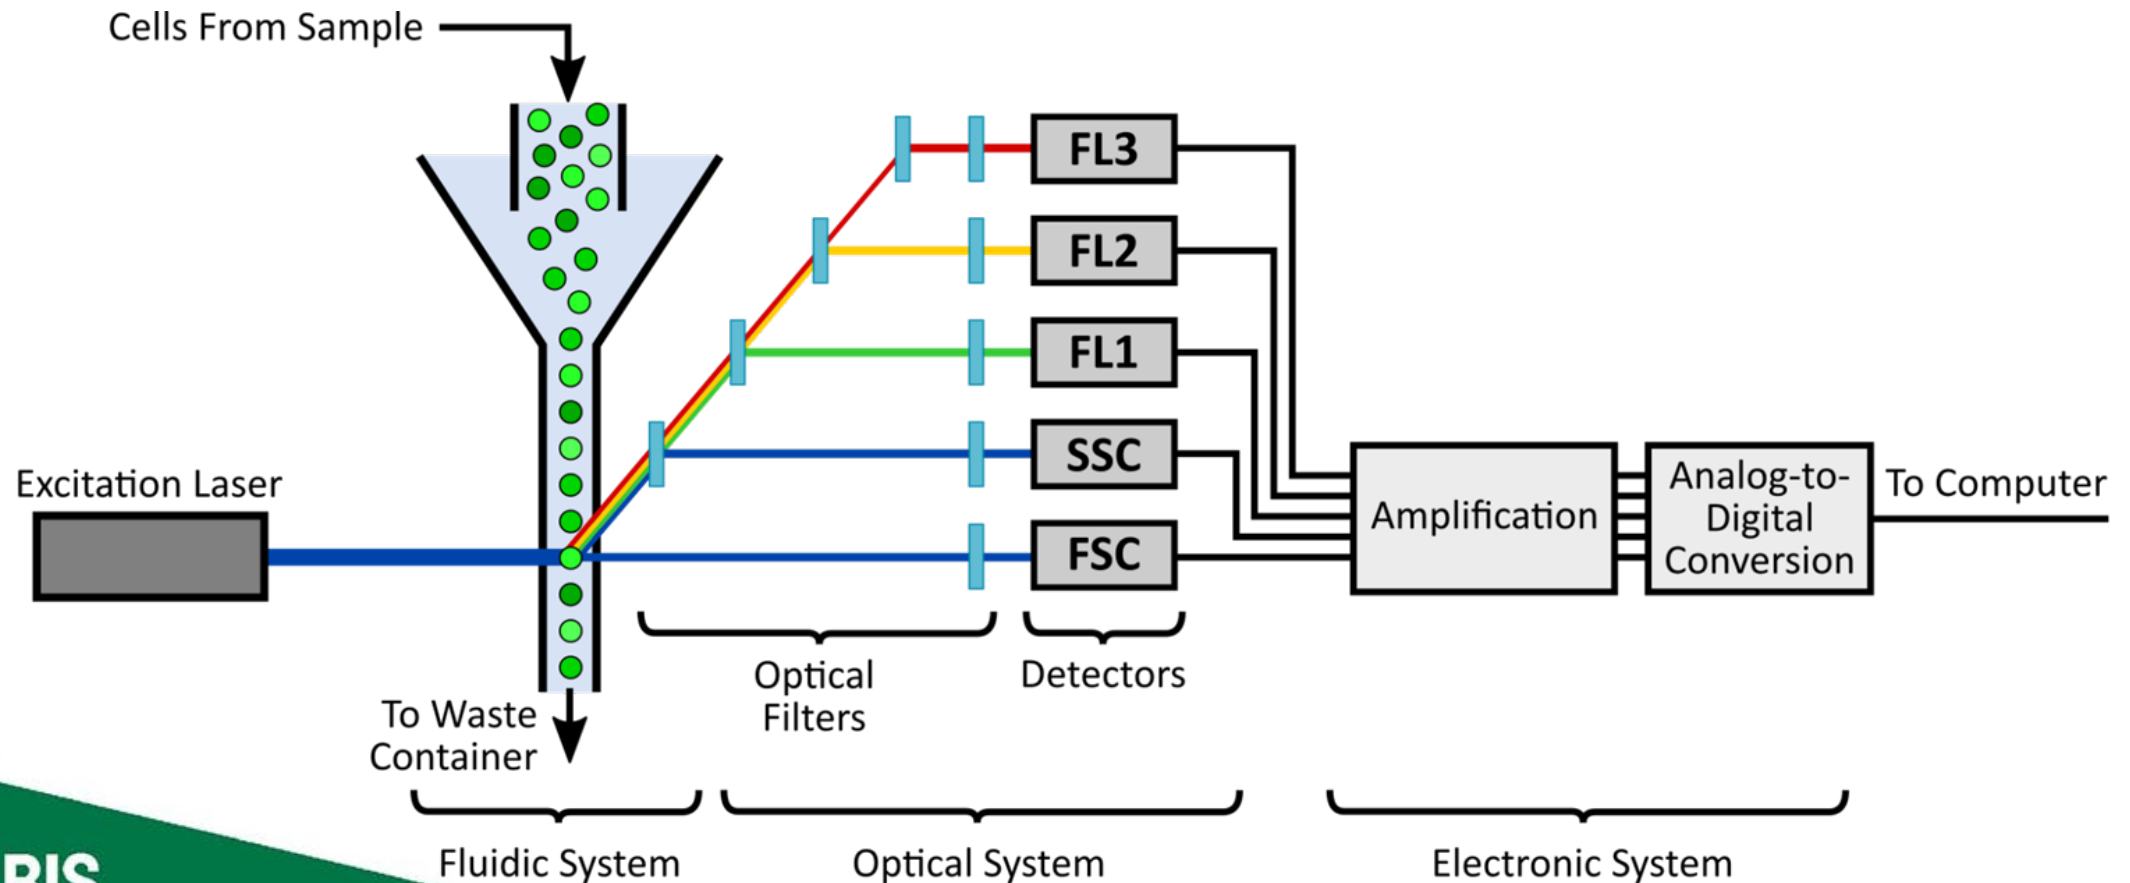 Cells From Sample
FL3
FL2
FL1
SSC
FSC
Excitation Laser
Amplification
Analog-to-
Digital
Conversion
To Computer
Optical
Filters
Detectors
To Waste
Container
Fluidic System
Optical System
Electronic System